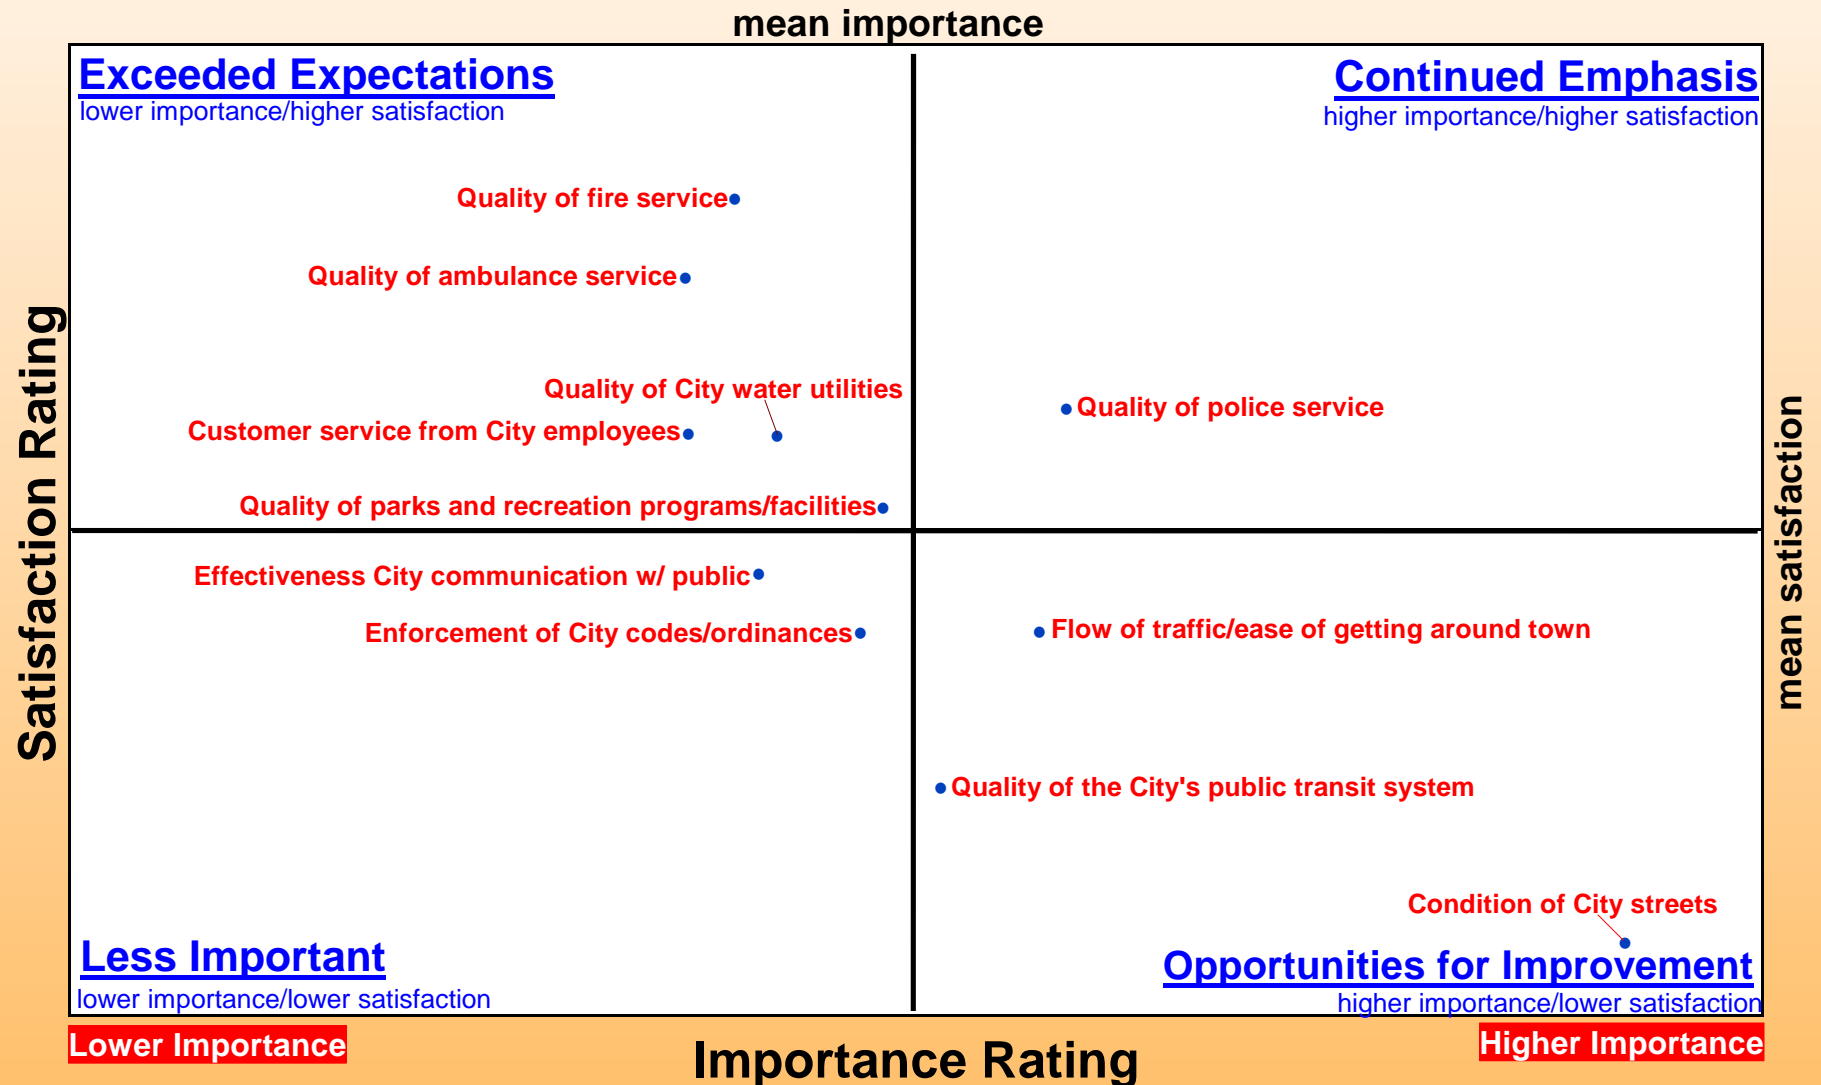 mean importance
Exceeded Expectations
lower importance/higher satisfaction
Continued Emphasis
higher importance/higher satisfaction
Quality of fire service
Quality of ambulance service
Quality of City water utilities
Customer service from City employees
Quality of police service
Quality of parks and recreation programs/facilities
Satisfaction Rating
mean satisfaction
Effectiveness City communication w/ public
Enforcement of City codes/ordinances
Flow of traffic/ease of getting around town
Quality of the City's public transit system
Condition of City streets
Less Important
lower importance/lower satisfaction
Opportunities for Improvement
higher importance/lower satisfaction
Lower Importance
Importance Rating
Higher Importance